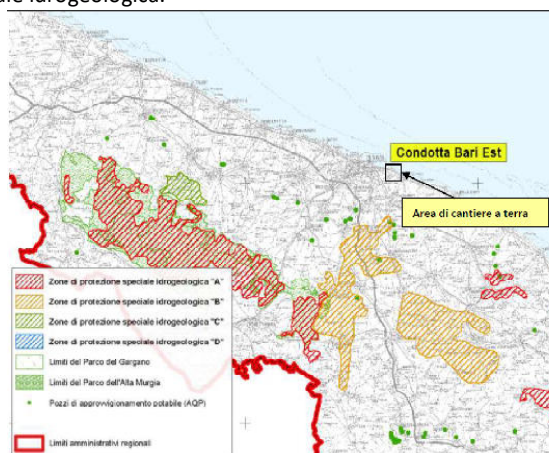 ale idrogeologica.
Condotta Bari Est
Area di cantiere a terra
Zone di protezione speciale idrogeologica "A"
Zone di protezione speciale idrogeologica "B"
Zone di protezione speciale idrogeologica "C"
Zone di protezione speciale idrogeologica "D"
Limiti del Parco del Gargano
Limiti del Parco dell'Alta Murgia
Pozzi di approvvigionamento potabile (AQP)
Limiti amministrativi regionali